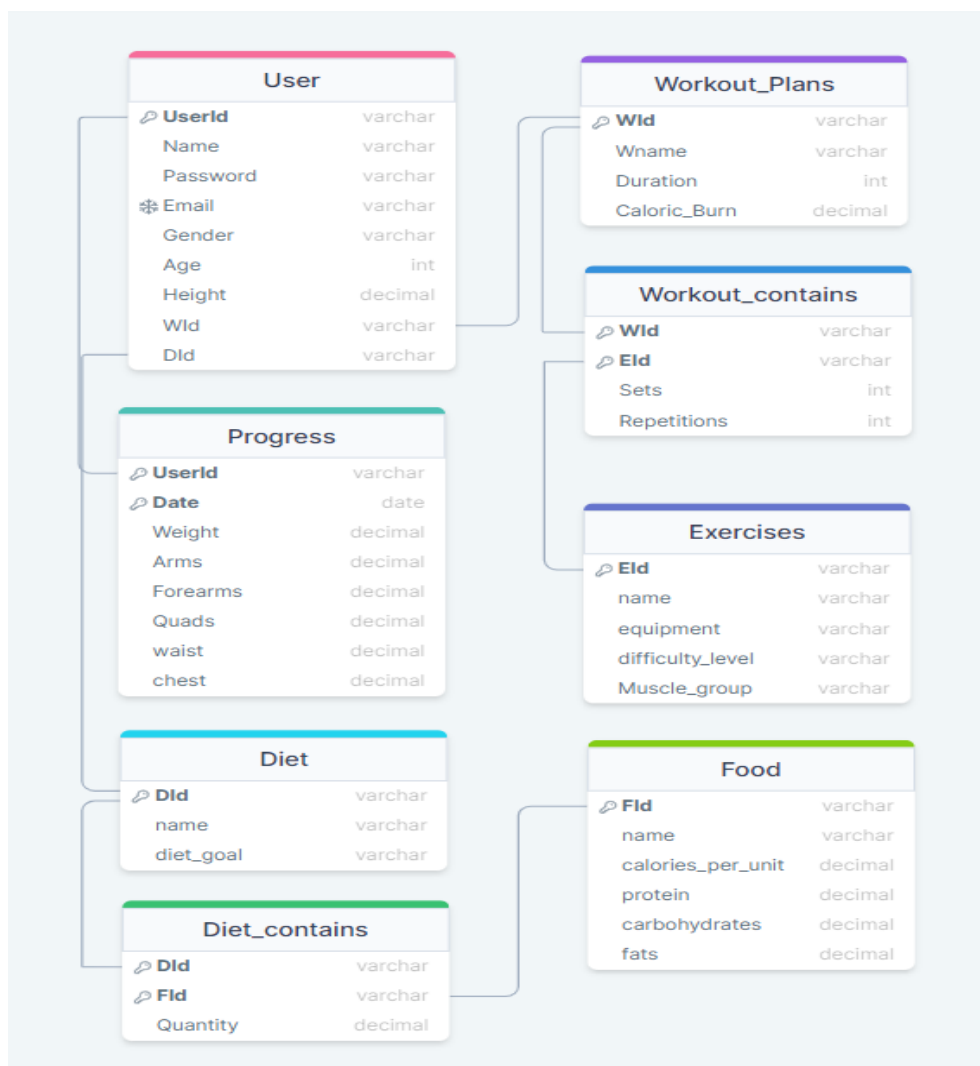 User
UserId varchar
Name varchar
Password varchar
Email varchar
Gender varchar
Age int
Height decimal
WId varchar
DId varchar
Progress
UserId varchar
Date date
Weight decimal
Arms decimal
Forearms decimal
Quads decimal
waist decimal
chest decimal
Diet
DId varchar
name varchar
diet_goal varchar
Diet_contains
DId varchar
FId varchar
Quantity decimal
Workout_Plans
WId varchar
Wname varchar
Duration int
Caloric_Burn decimal
Workout_contains
WId varchar
EId varchar
Sets int
Repetitions int
Exercises
EId varchar
name varchar
equipment varchar
difficulty_level varchar
Muscle_group varchar
Food
FId varchar
name varchar
calories_per_unit decimal
protein decimal
carbohydrates decimal
fats decimal